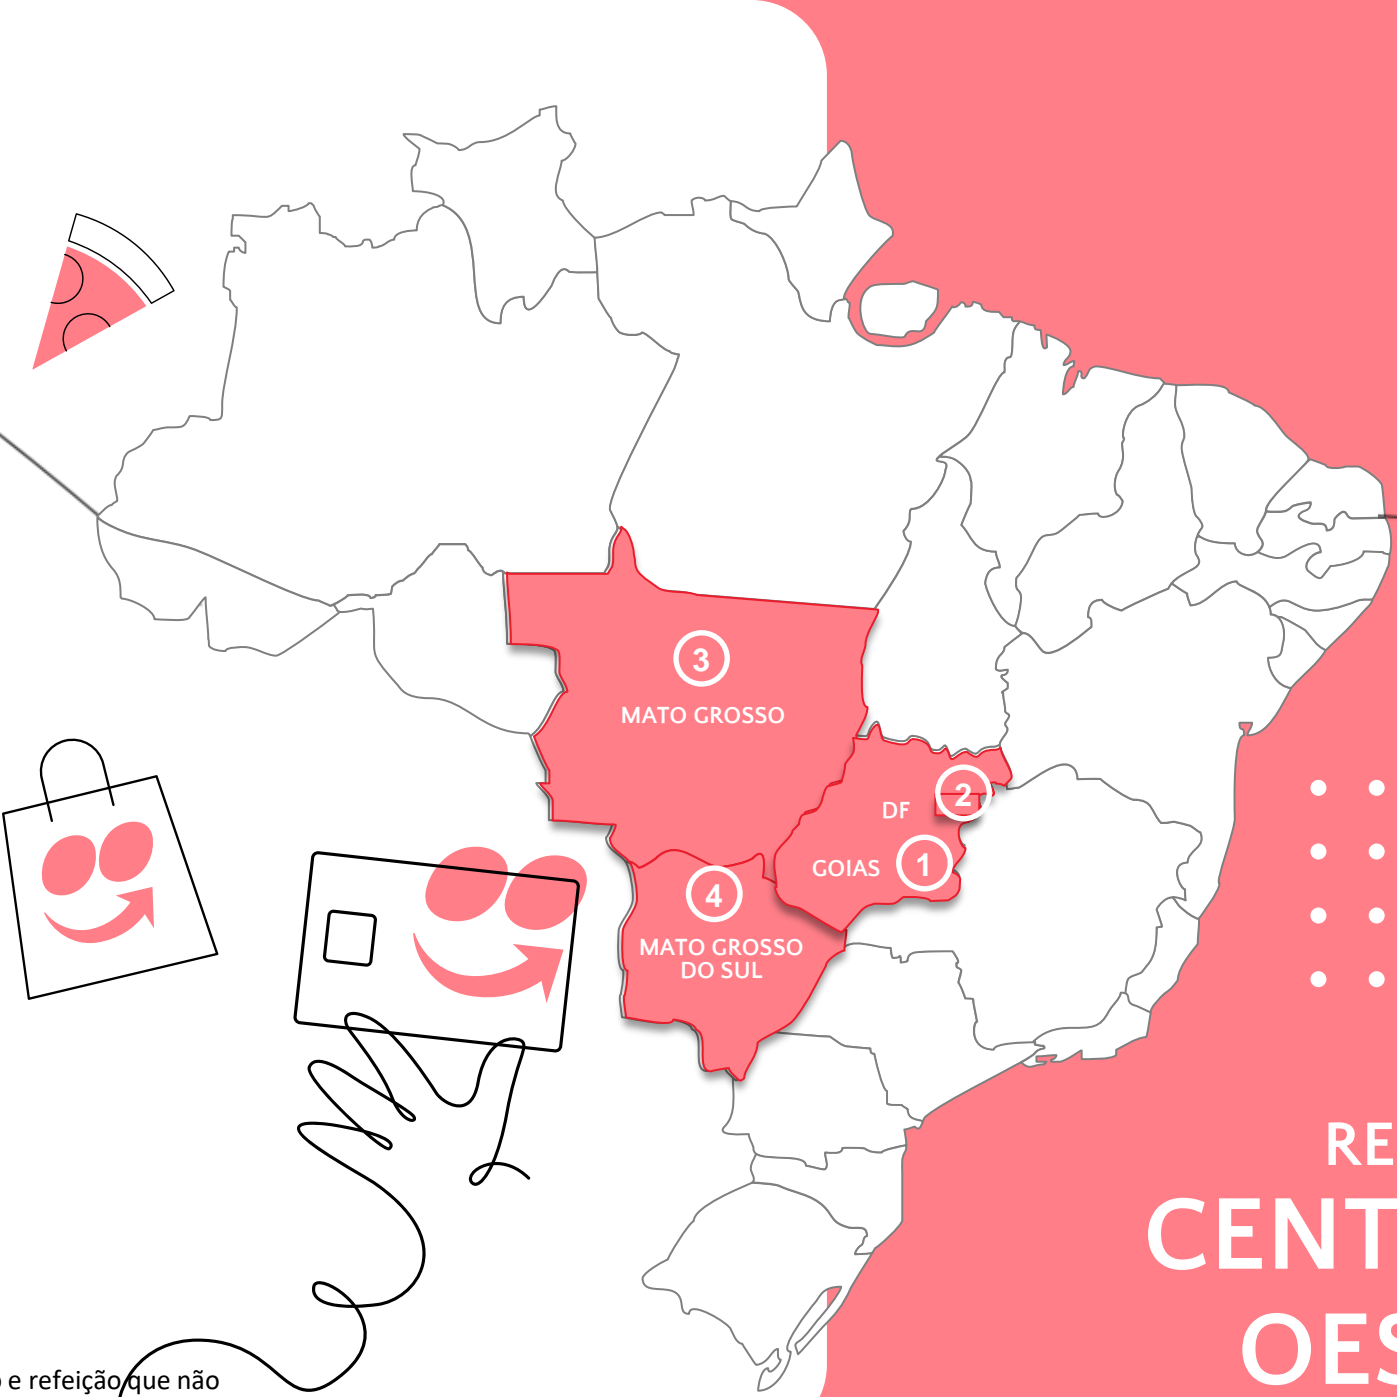 3
MATO GROSSO
2
DF
GOIAS 1
4
MATO GROSSO
DO SUL
RE
CENT
OES
e refeição que não